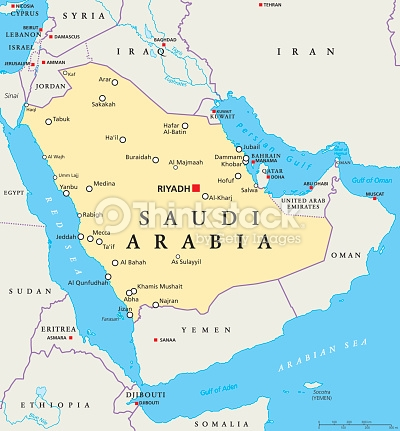 NICOSIA
CYPRUS
SYRIA
TEHRAN
BEIRUT
LEBANON
DAMASCUS
BAGHDAD
ISRAEL
IRAQ
IRAN
JERUSALEM
AMMAN
JORDAN
Sinai
Haql
Kaf
Arar
Sakakah
KUWAIT
KUWAIT
Tabuk
Ha'il
Hafar
Al-Batin
Persian Gulf
Jubail
Al Wajh
Buraidah
Al Majmaah
Dammam
Khobar
BAHRAIN
MANAMA
OMAN
QATAR
DOHA
Gulf of Oman
Umm Lajj
Yanbu
Medina
RIYADH
Hofuf
Salwa
ABU DHABI
MUSCAT
EGYPT
Al-Kharj
UNITED ARAB
EMIRATES
Rabigh
SAUDI
Thinkstock
by Getty Images
RED SEA
Jeddah
Mecca
Ta'if
ARABIA
Al Bahah
As Sulayyil
OMAN
Al Qunfudhah
SUDAN
Khamis Mushait
Abha
Najran
Jizan
Farasan
ERITREA
ASMARA
SANAA
YEMEN
ARABIAN SEA
DJIBOUTI
DJIBOUTI
Gulf of Aden
Socotra
(YEMEN)
ETHIOPIA
SOMALIA